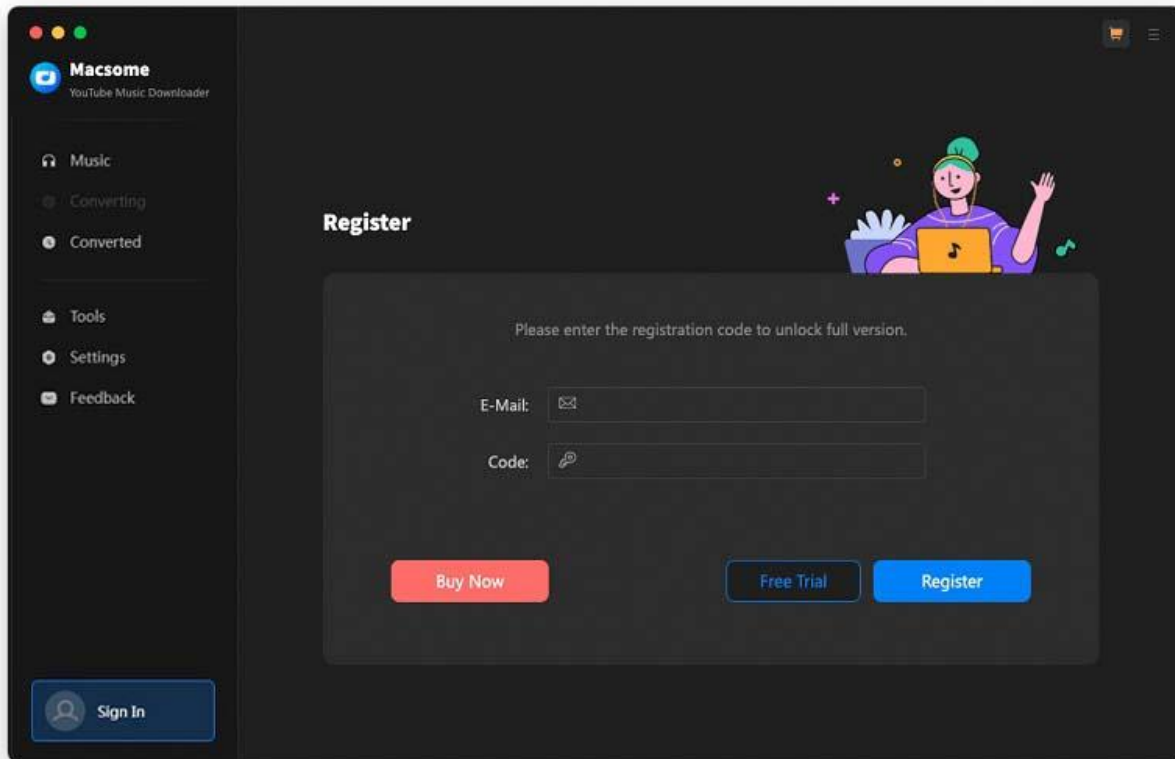 Macsome
YouTube Music Downloader
Music
Converting
Converted
Tools
Settings
Feedback
Sign In
Register
Please enter the registration code to unlock full version.
E-Mail:
Code:
Buy Now
Free Trial
Register